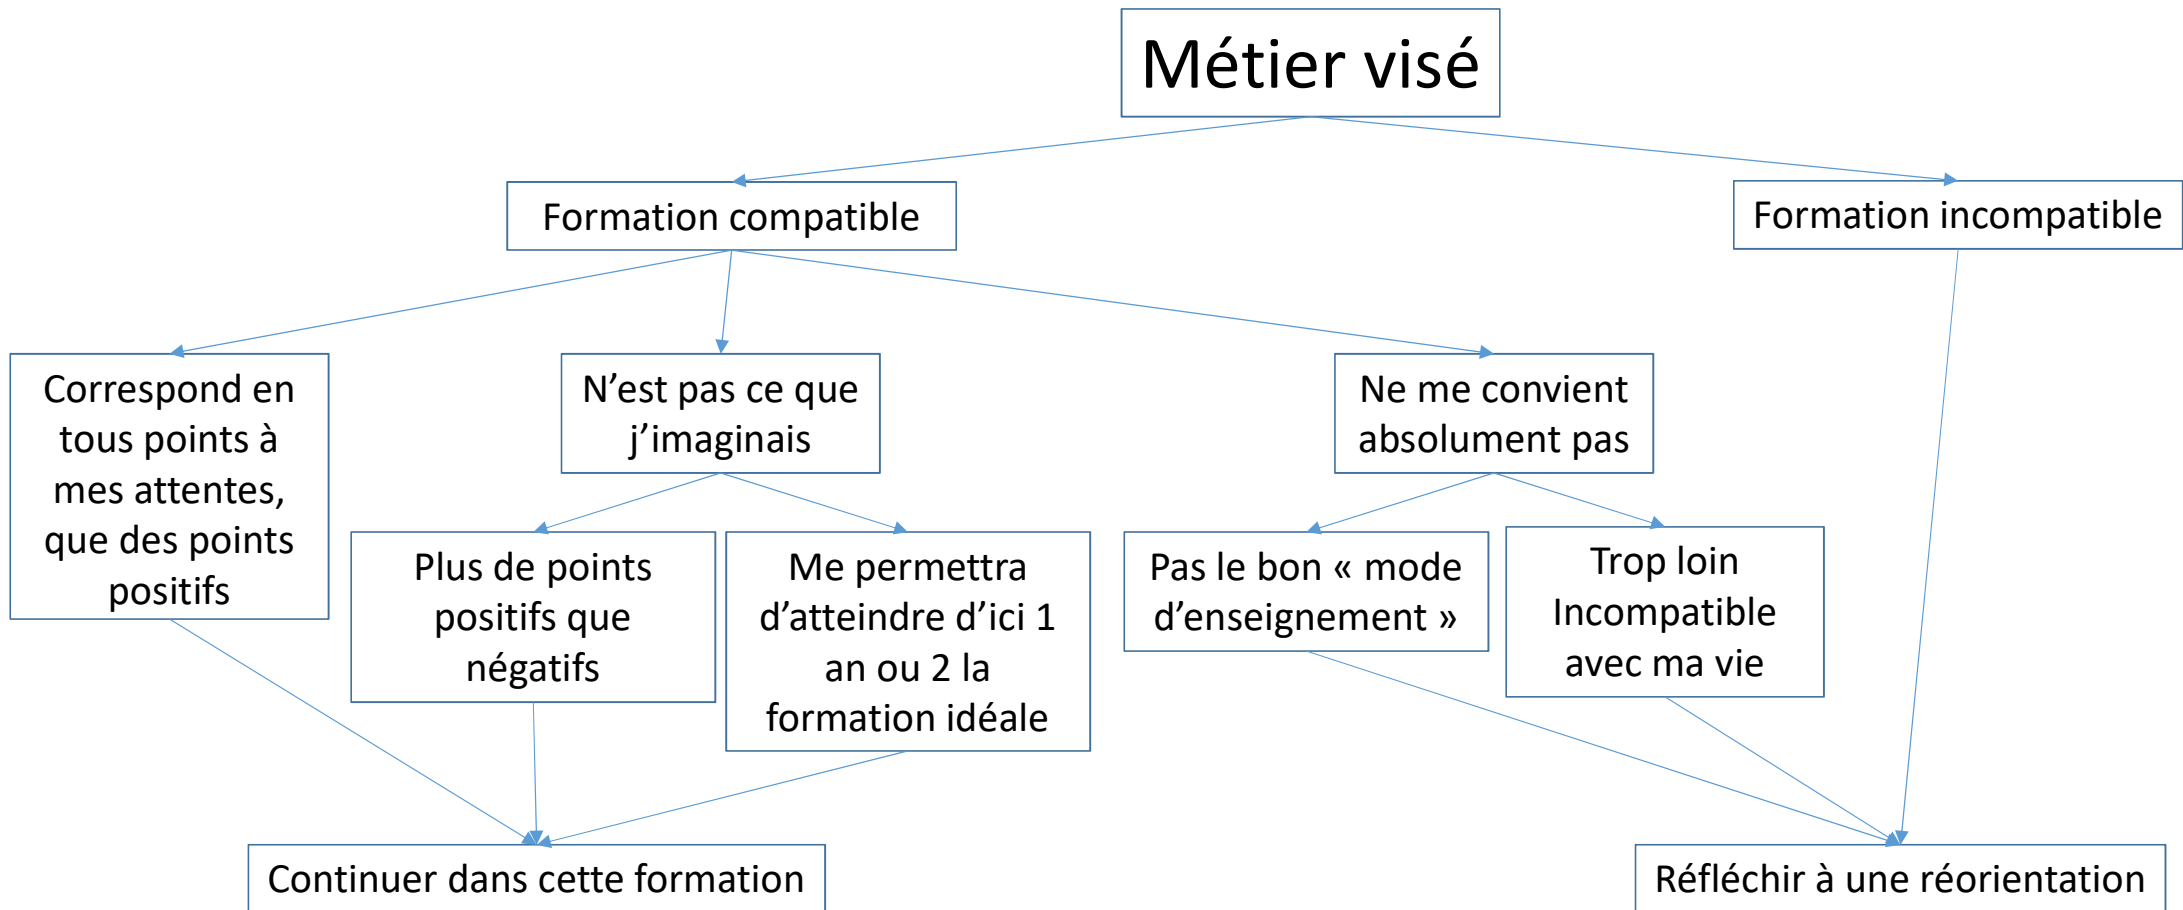 Métier visé
Formation compatible
Formation incompatible
Correspond en
tous points à
mes attentes,
que des points
positifs
N’est pas ce que
j’imaginais
Ne me convient
absolument pas
Plus de points
positifs que
négatifs
Me permettra
d’atteindre d’ici 1
an ou 2 la
formation idéale
Pas le bon « mode
d’enseignement »
Trop loin
Incompatible
avec ma vie
Continuer dans cette formation
Réfléchir à une réorientation